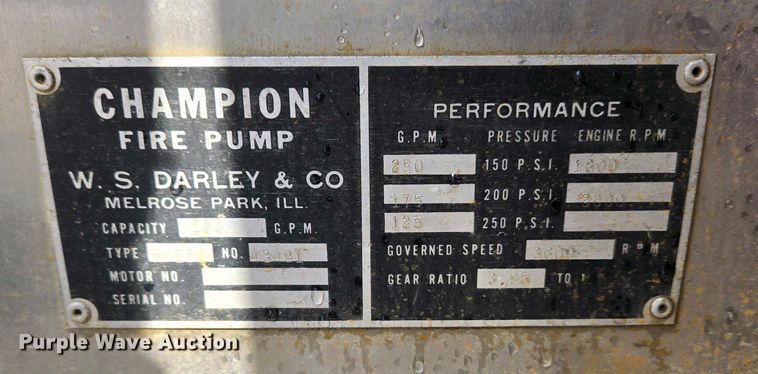 CHAMPION
FIRE PUMP
W. S. DARLEY & CO
MELROSE PARK, ILL.
CAPACITY G.P.M.
TYPE NO.
MOTOR NO.
SERIAL NO.
PERFORMANCE
G.P.M. PRESSURE ENGINE R.P.M.
250 150 P.S.I. 1800
175 200 P.S.I.
125 250 P.S.I.
GOVERNED SPEED R.P.M.
GEAR RATIO TO 1
Purple Wave Auction